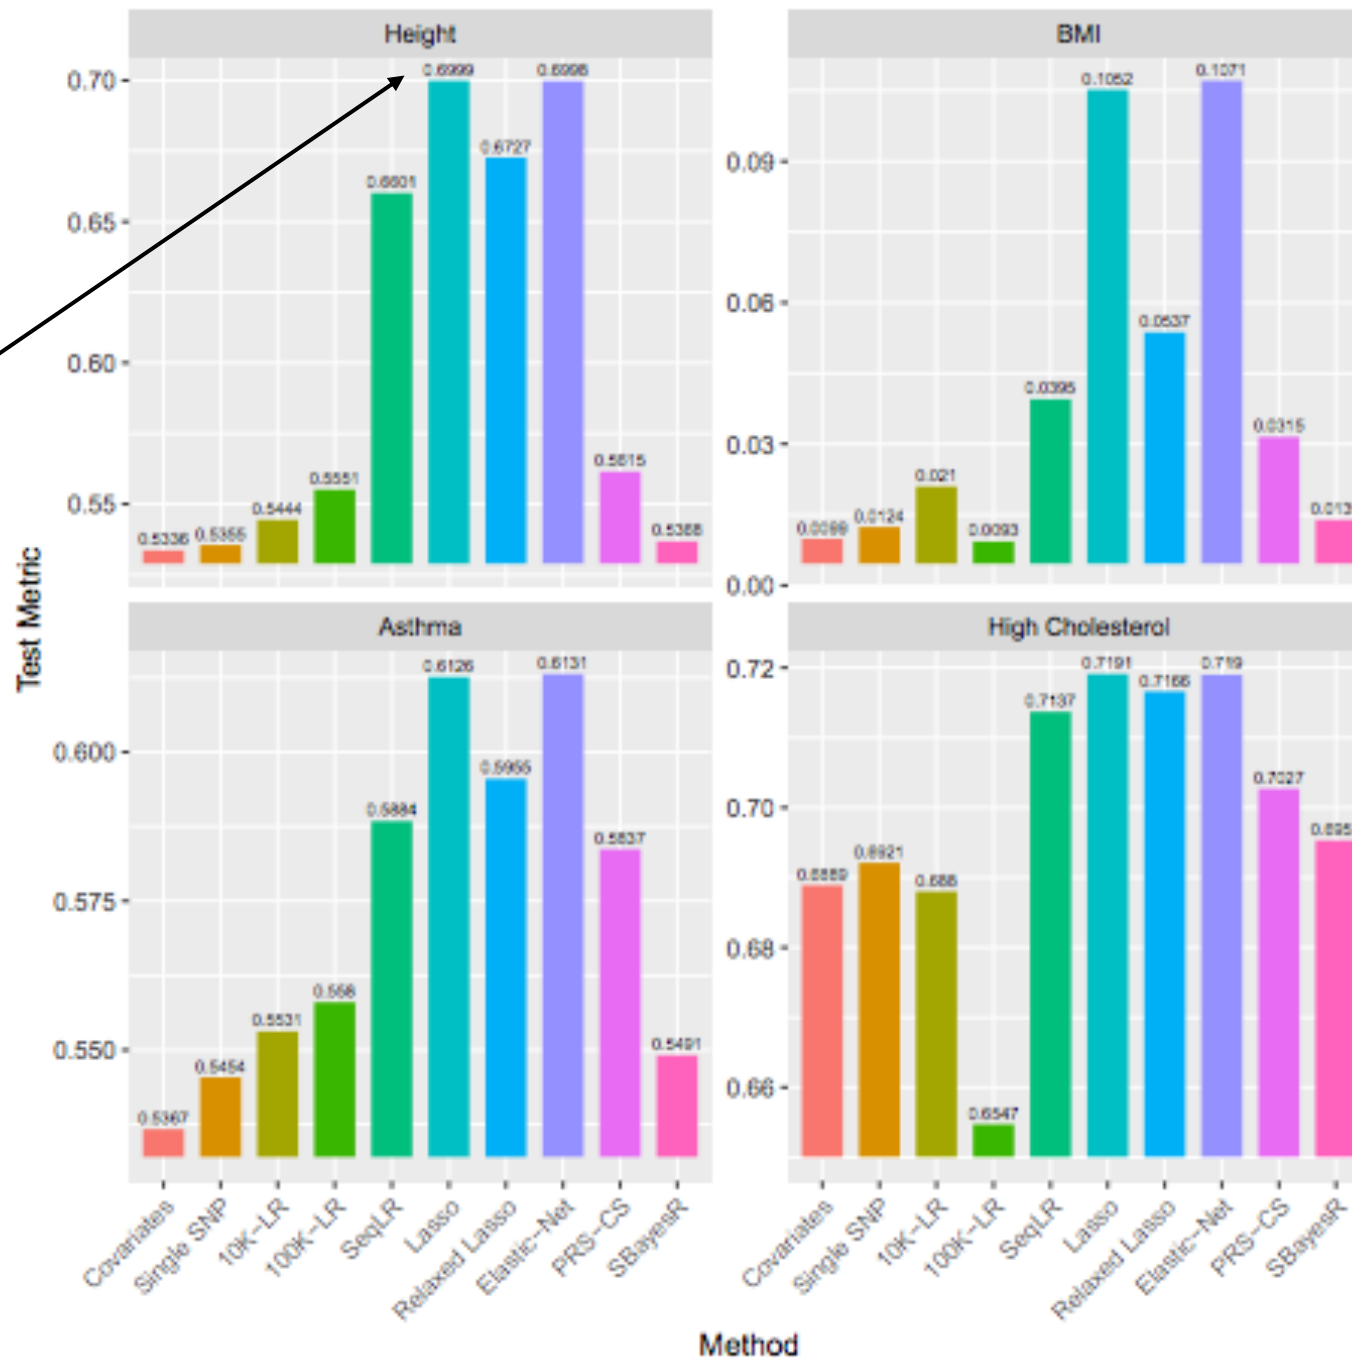 Height
0.70
0.65
0.60
0.55
0.5336
0.5355
0.5444
0.5551
0.6601
0.6999
0.6727
0.6998
0.5615
0.5368
BMI
0.09
0.06
0.03
0.00
0.0099
0.0124
0.021
0.0093
0.0395
0.1052
0.0537
0.1071
0.0315
0.013
Test Metric
Asthma
0.600
0.575
0.550
0.5367
0.5454
0.5531
0.558
0.5884
0.6126
0.5955
0.6131
0.5837
0.5491
High Cholesterol
0.72
0.70
0.68
0.66
0.6889
0.6921
0.688
0.6547
0.7137
0.7191
0.7166
0.719
0.7027
0.695
Covariates
Single SNP
10K-LR
100K-LR
SeqLR
Lasso
Relaxed Lasso
Elastic-Net
PRS-CS
SBayesR
Covariates
Single SNP
10K-LR
100K-LR
SeqLR
Lasso
Relaxed Lasso
Elastic-Net
PRS-CS
SBayesR
Method